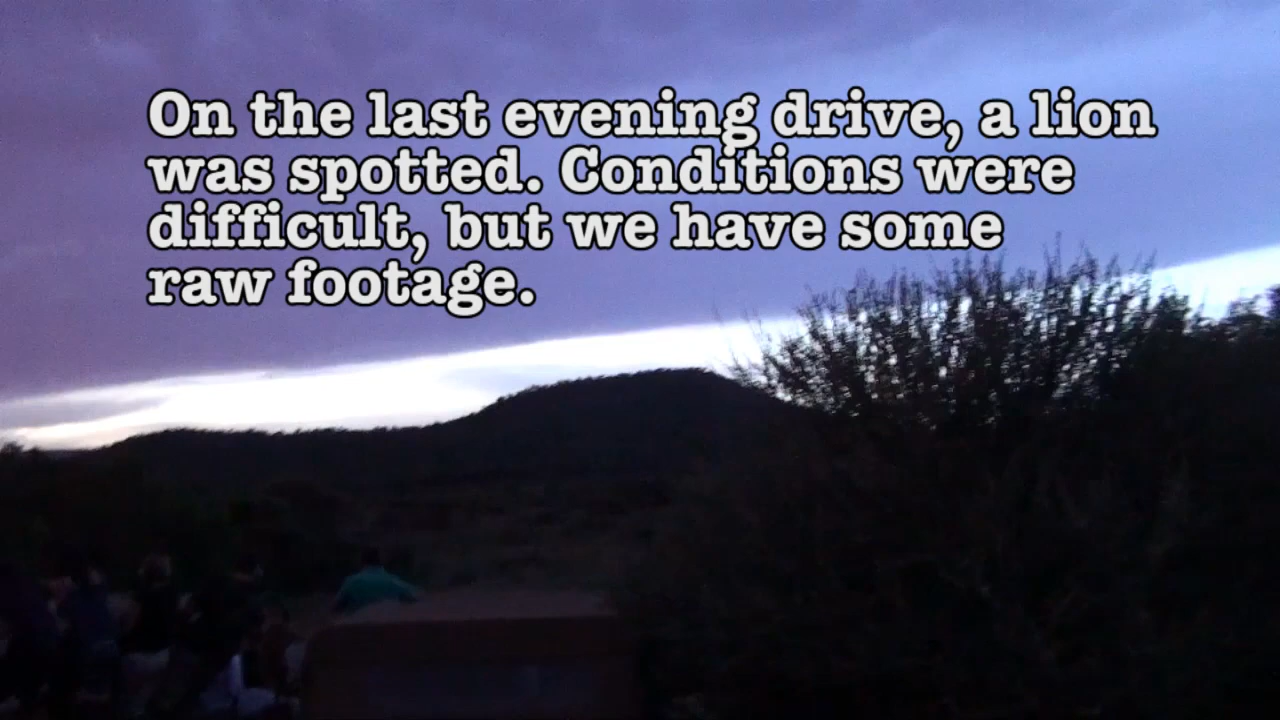 On the last evening drive, a lion
was spotted. Conditions were
difficult, but we have some
raw footage.